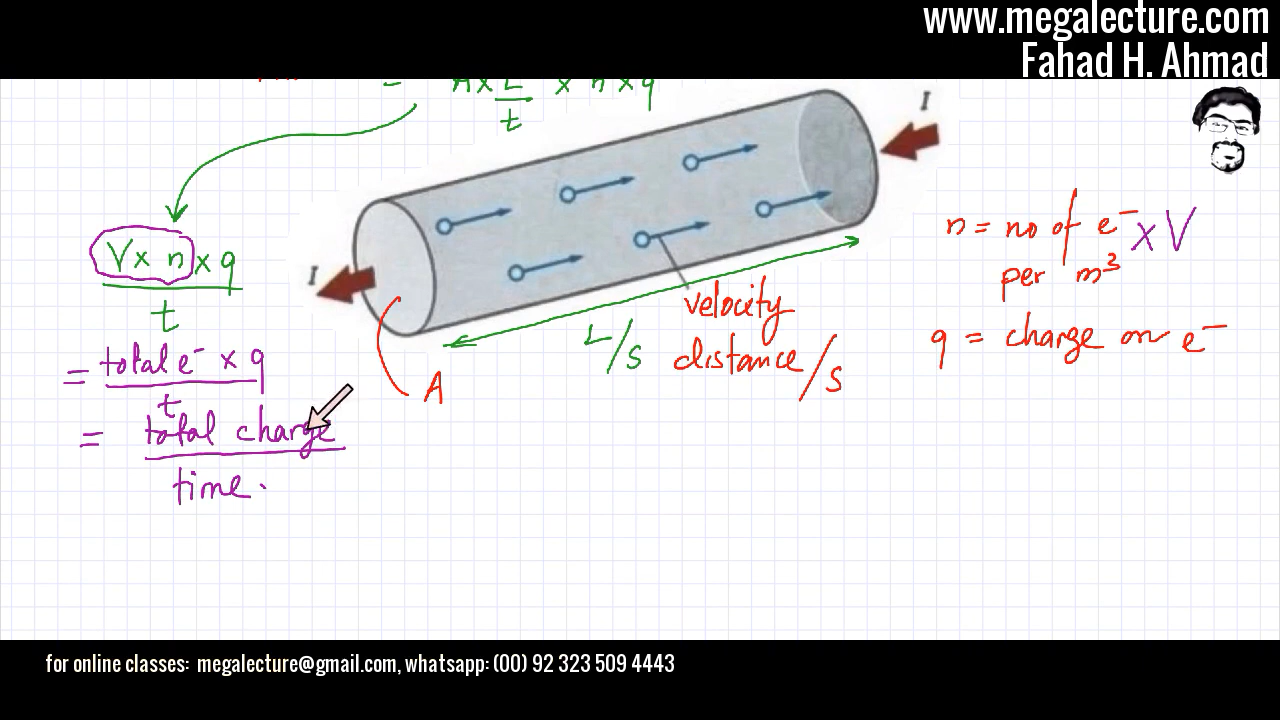 www.megalecture.com
Fahad H. Ahmad
= A x L/t x n x q
I
I
V x n x q
t
= total e⁻ x q
t
= total charge
time.
A
L/s
velocity
distance/s
n = no of e⁻ x V
per m³
q = charge on e⁻
for online classes: megalecture@gmail.com, whatsapp: (00) 92 323 509 4443